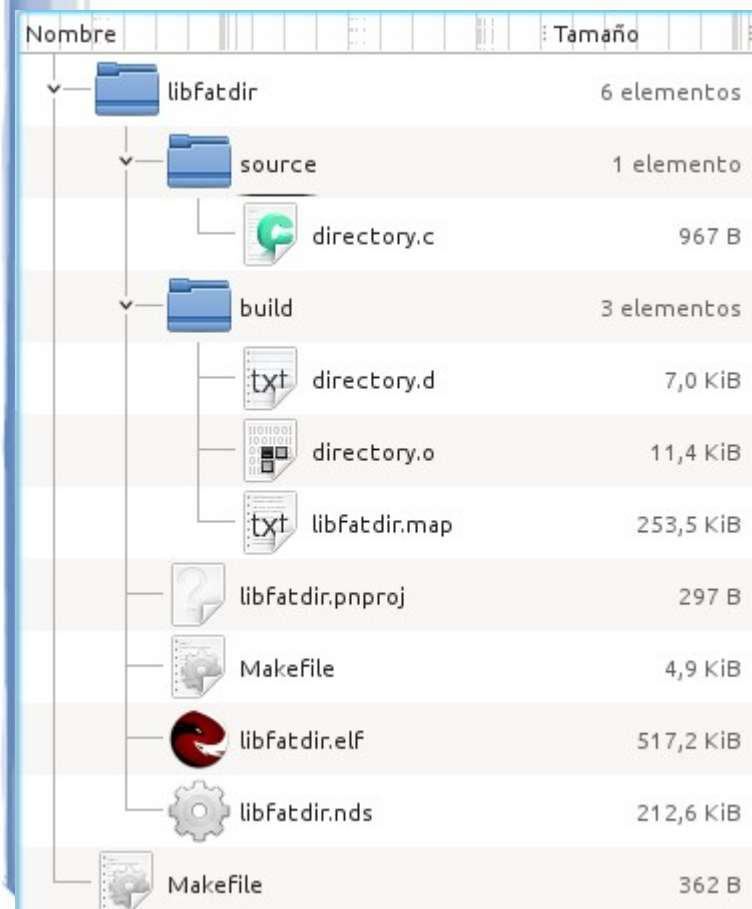 Nombre Tamaño
libfatdir 6 elementos
source 1 elemento
directory.c 967 B
build 3 elementos
txt directory.d 7,0 KiB
directory.o 11,4 KiB
txt libfatdir.map 253,5 KiB
libfatdir.pnproj 297 B
Makefile 4,9 KiB
libfatdir.elf 517,2 KiB
libfatdir.nds 212,6 KiB
Makefile 362 B